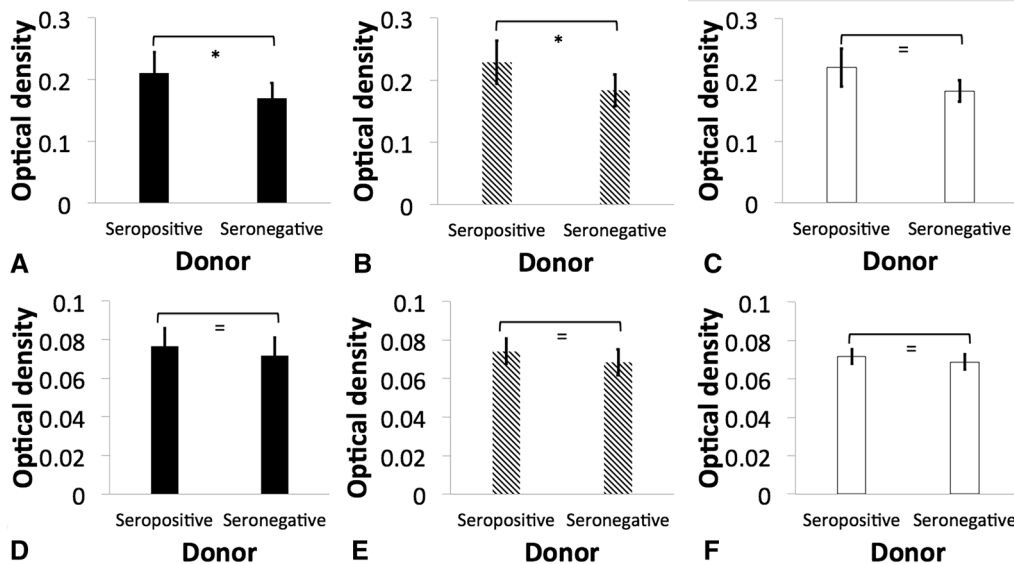 0.3
0.2
0.1
0
Optical density
*
Seropositive Seronegative
Donor
A
0.3
0.2
0.1
0
Optical density
*
Seropositive Seronegative
Donor
B
0.3
0.2
0.1
0
Optical density
=
Seropositive Seronegative
Donor
C
0.1
0.08
0.06
0.04
0.02
0
Optical density
=
Seropositive Seronegative
Donor
D
0.1
0.08
0.06
0.04
0.02
0
Optical density
=
Seropositive Seronegative
Donor
E
0.1
0.08
0.06
0.04
0.02
0
Optical density
=
Seropositive Seronegative
Donor
F